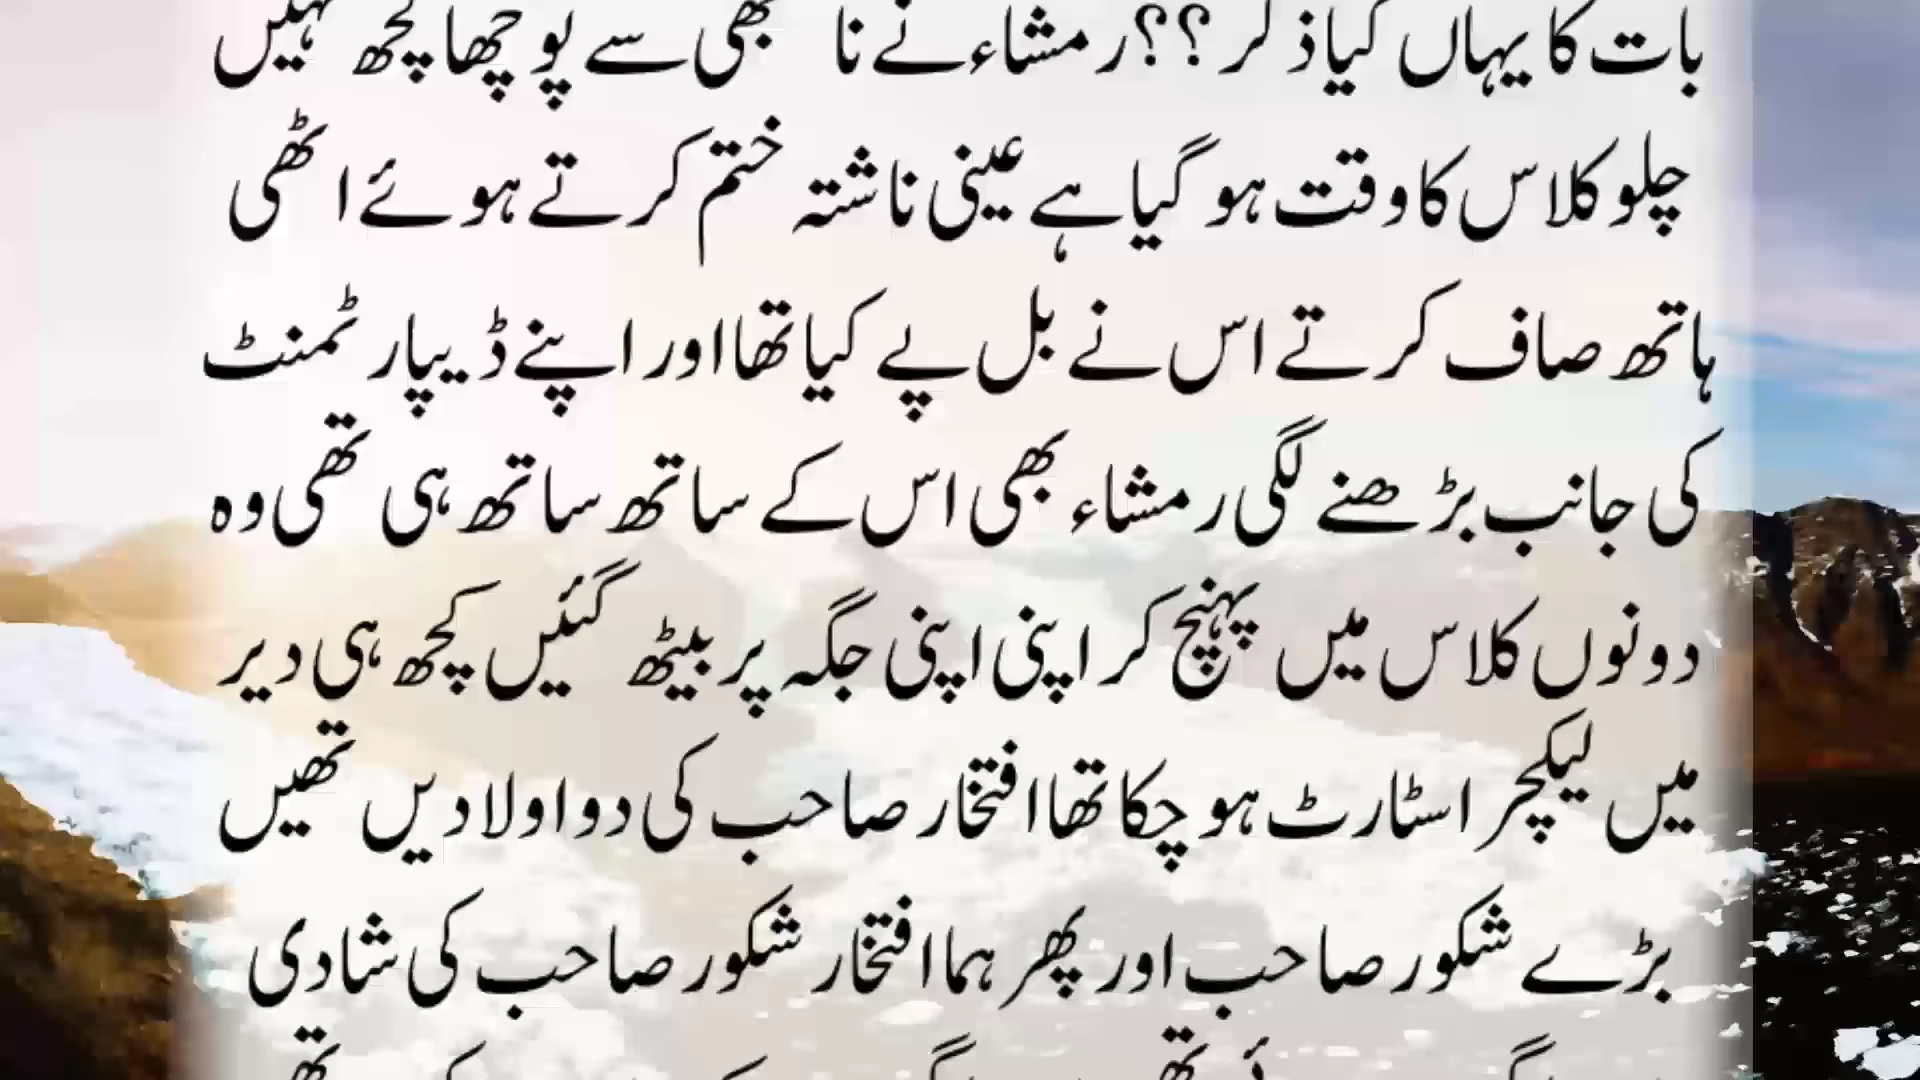 بات کا یہاں کیا ذکر؟؟رمشاء نے نا سمجھی سے پوچھا کچھ نہیں
چلو کلاس کا وقت ہو گیا ہے عینی ناشتہ ختم کرتے ہوئے اٹھی
ہاتھ صاف کرتے اس نے بل پے کیا تھا اور اپنے ڈیپارٹمنٹ
کی جانب بڑھنے لگی رمشاء بھی اس کے ساتھ ساتھ ہی تھی وہ
دونوں کلاس میں پہنچ کر اپنی اپنی جگہ پر بیٹھ گئیں کچھ ہی دیر
میں لیکچر اسٹارٹ ہو چکا تھا افتخار صاحب کی دو اولادیں تھیں
بڑے شکور صاحب اور پھر ہما افتخار شکور صاحب کی شادی